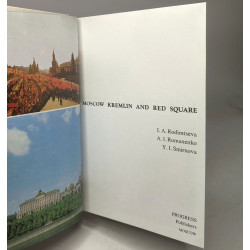 MOSCOW KREMLIN AND RED SQUARE
I. A. Rodimtseva
A. I. Romanenko
Y. I. Smirnova
PROGRESS
Publishers
MOSCOW